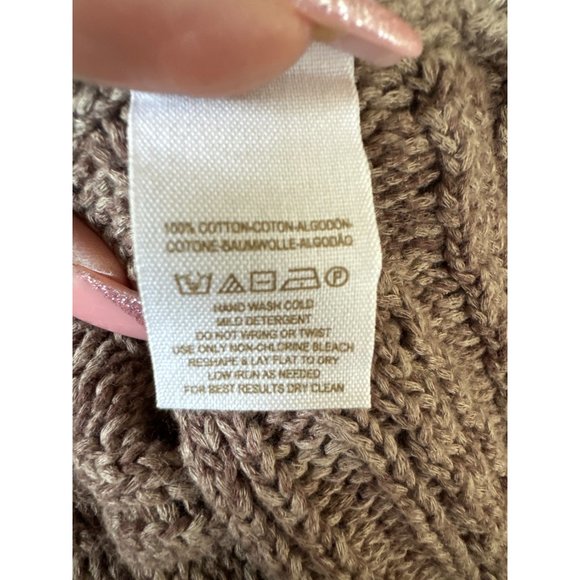 100% COTTON-COTON-ALGODÓN-
COTONE-BAUMWOLLE-ALGODÃO
HAND WASH COLD
MILD DETERGENT
DO NOT WRING OR TWIST
USE ONLY NON-CHLORINE BLEACH
RESHAPE & LAY FLAT TO DRY
LOW IRON AS NEEDED
FOR BEST RESULTS DRY CLEAN